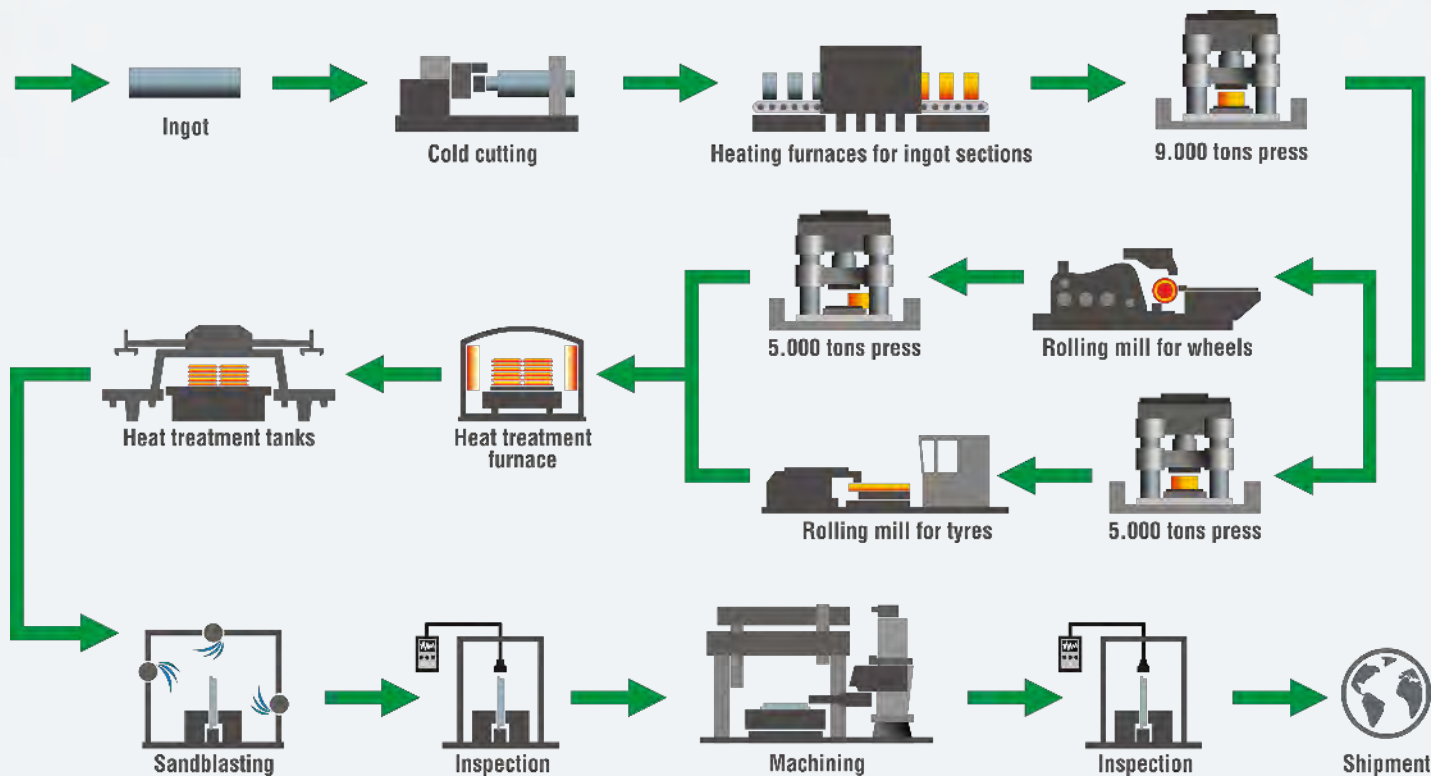 Ingot
Cold cutting
Heating furnaces for ingot sections
9.000 tons press
5.000 tons press
Rolling mill for wheels
Heat treatment tanks
Heat treatment
furnace
Rolling mill for tyres
5.000 tons press
Sandblasting
Inspection
Machining
Inspection
Shipment